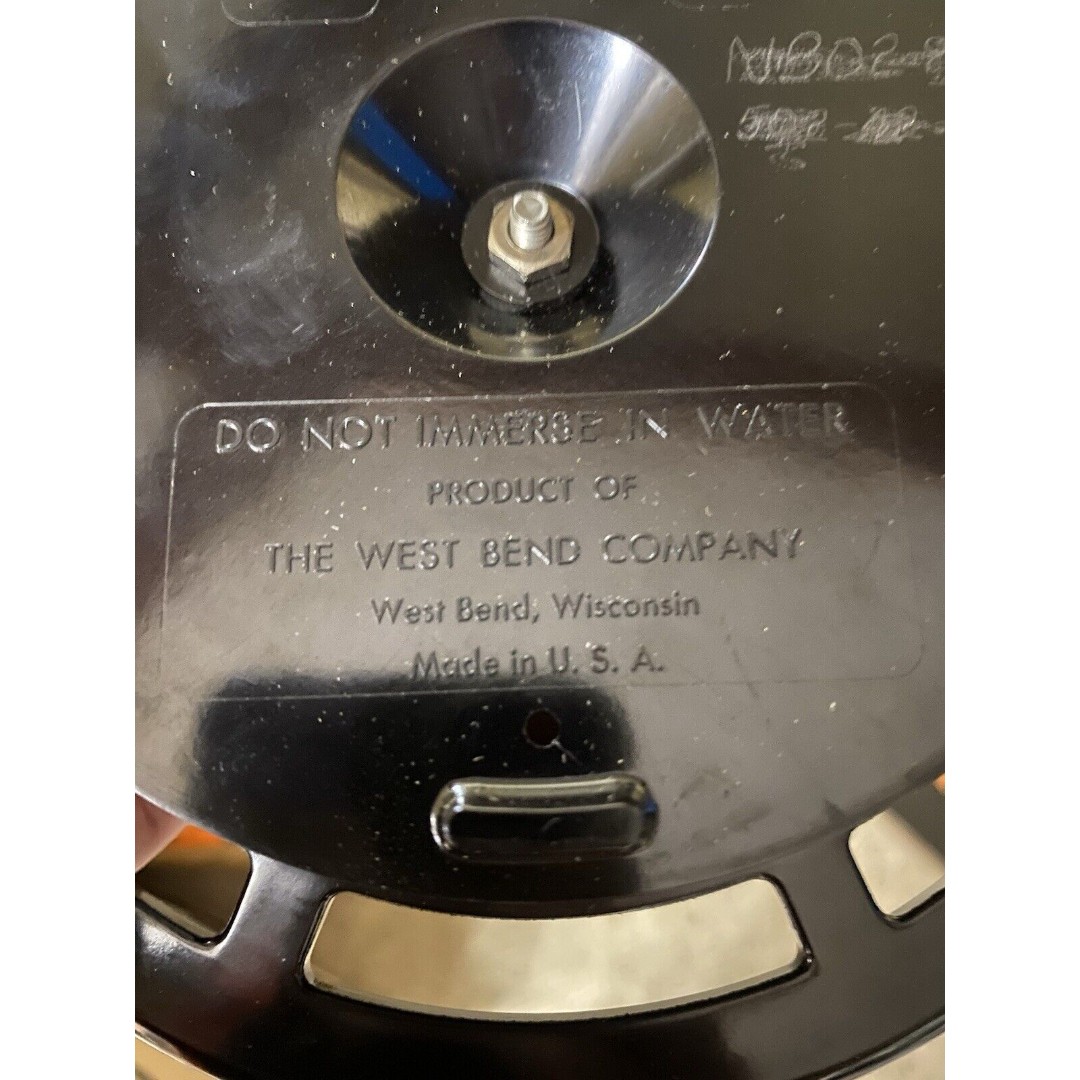 DO NOT IMMERSE IN WATER
PRODUCT OF
THE WEST BEND COMPANY
West Bend, Wisconsin
Made in U. S. A.